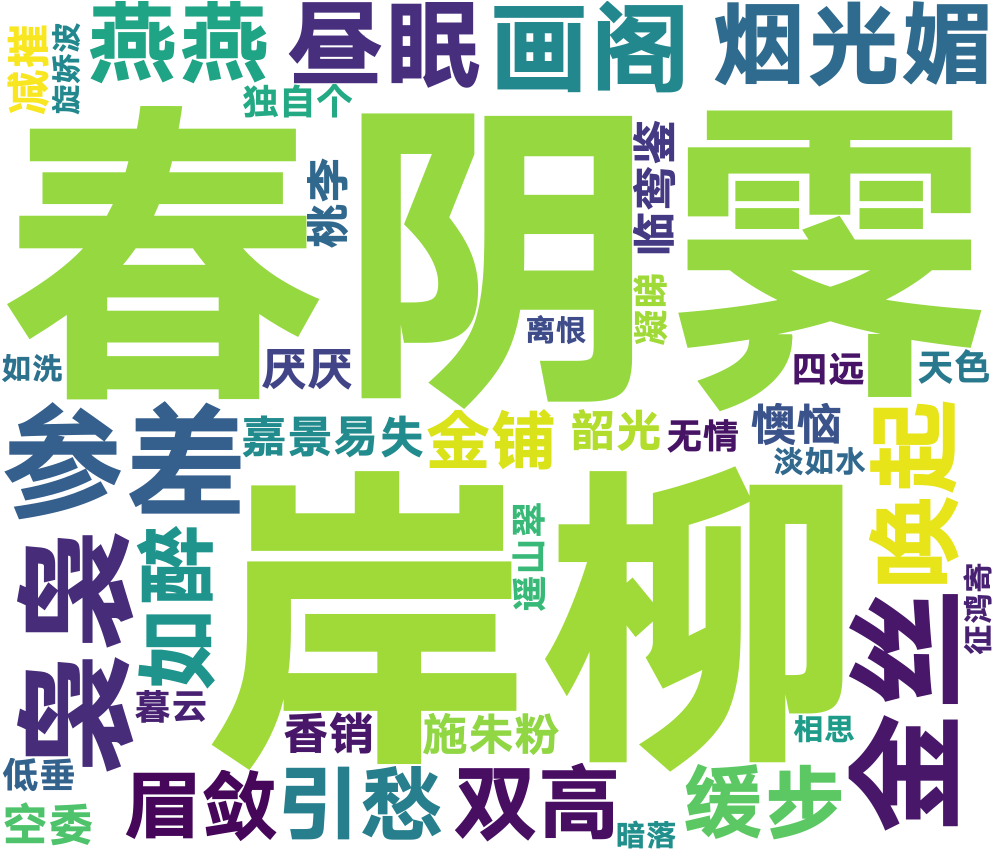 减摧
旋娇波
燕燕
昼眠
画阁
烟光媚
独自个
春阴霁
桃李
临鸾鉴
凝睇
离恨
如洗
厌厌
四远
天色
参差
嘉景易失
金铺
韶光
无情
懊恼
淡如水
唤起
岸柳
袅袅
如醉
遥山翠
金丝
征鸿寄
暮云
香销
施朱粉
相思
低垂
空委
眉敛
引愁
双高
缓步
暗落